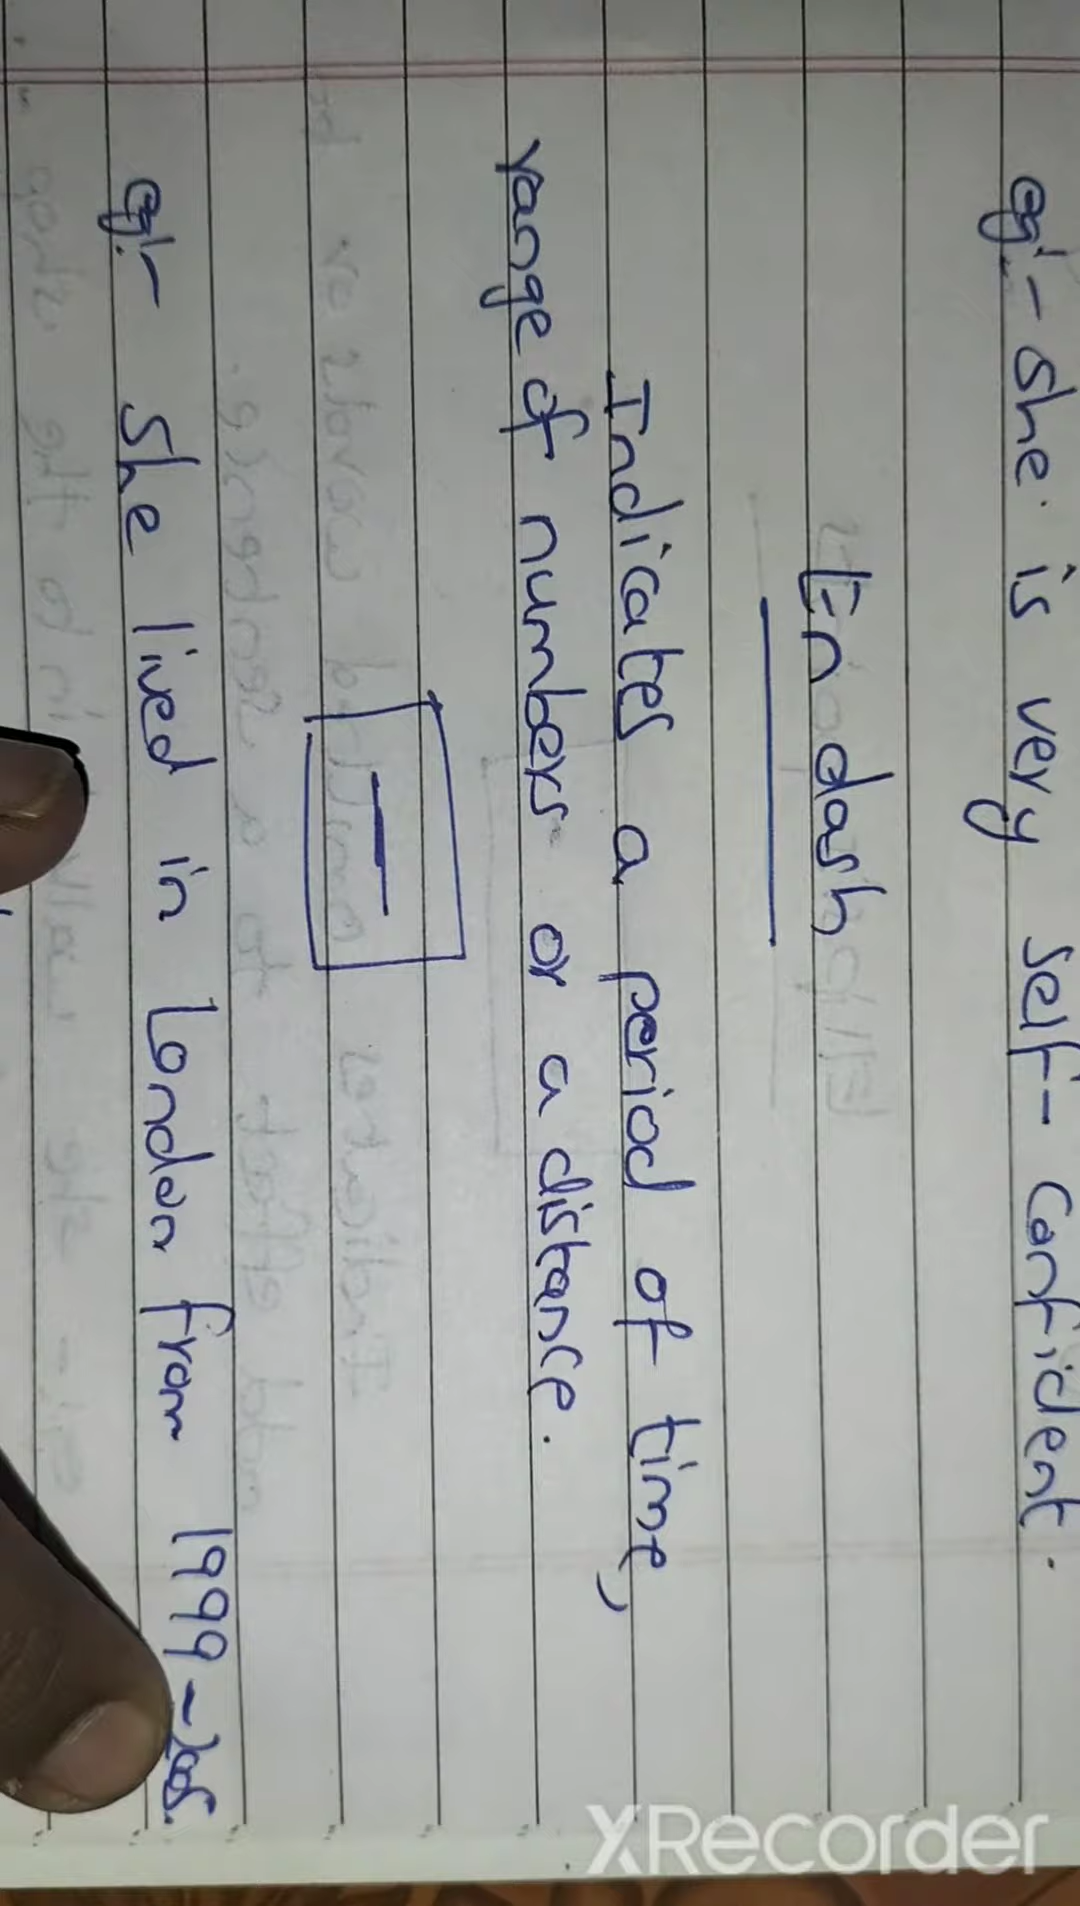 eg:- She is very self-confident.
En dash
Indicates a period of time,
range of numbers or a distance.
–
eg:- She lived in London from 1999-
XRecorder